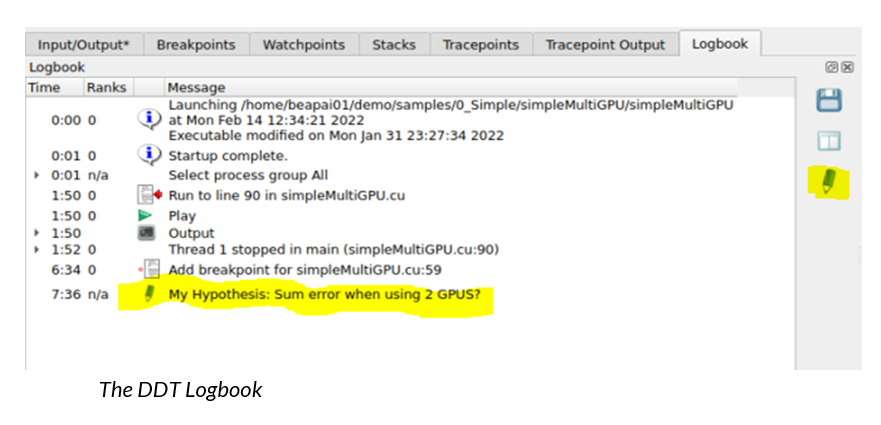 Input/Output* Breakpoints Watchpoints Stacks Tracepoints Tracepoint Output Logbook
Logbook
Time Ranks Message
Launching /home/beapai01/demo/samples/0_Simple/simpleMultiGPU/simpleMultiGPU
0:00 0 at Mon Feb 14 12:34:21 2022
Executable modified on Mon Jan 31 23:27:34 2022
0:01 0 Startup complete.
0:01 n/a Select process group All
1:50 0 Run to line 90 in simpleMultiGPU.cu
1:50 0 Play
1:50 Output
1:52 0 Thread 1 stopped in main (simpleMultiGPU.cu:90)
6:34 0 Add breakpoint for simpleMultiGPU.cu:59
7:36 n/a My Hypothesis: Sum error when using 2 GPUS?
The DDT Logbook